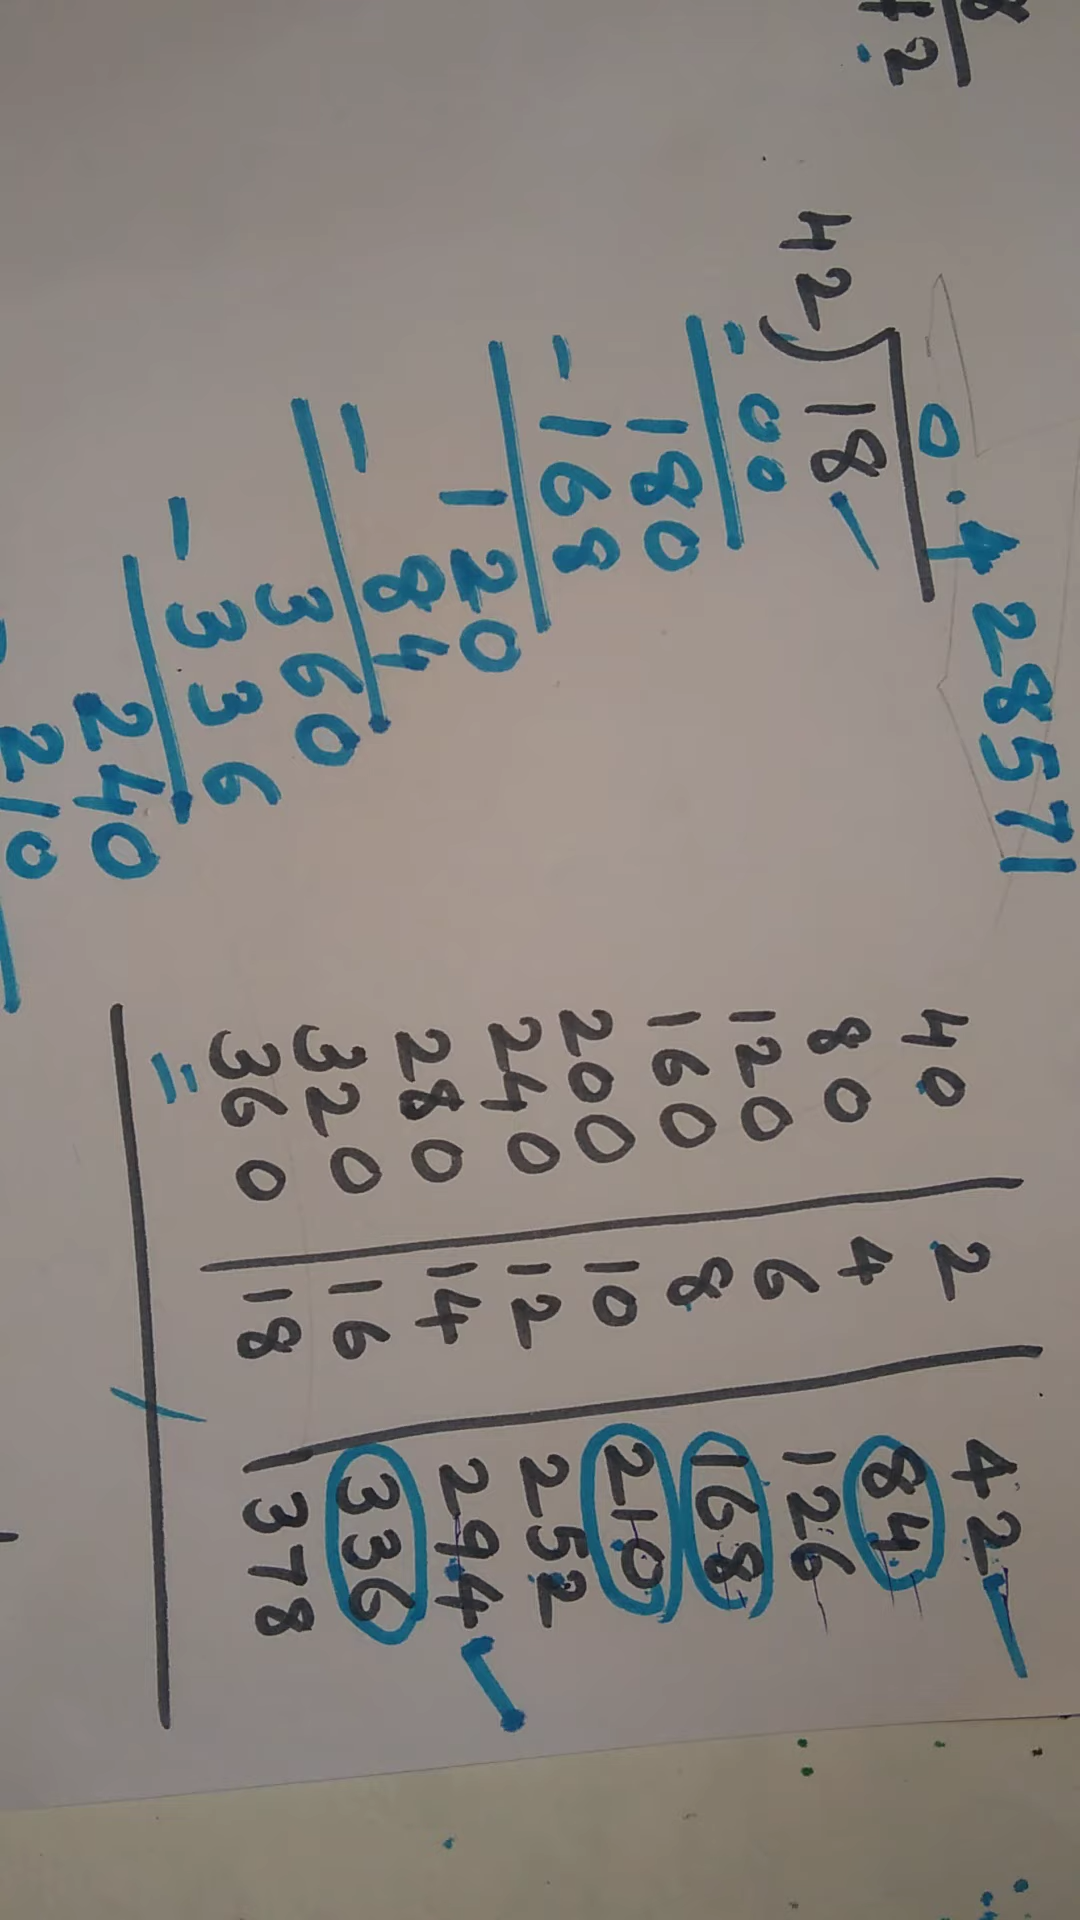 42
0.428571
42)18
- 00
180
- 168
120
- 84
360
- 336
240
210
40 2 42
80 4 84
120 6 126
160 8 168
200 10 210
240 12 252
280 14 294
320 16 336
360 18 1378
=